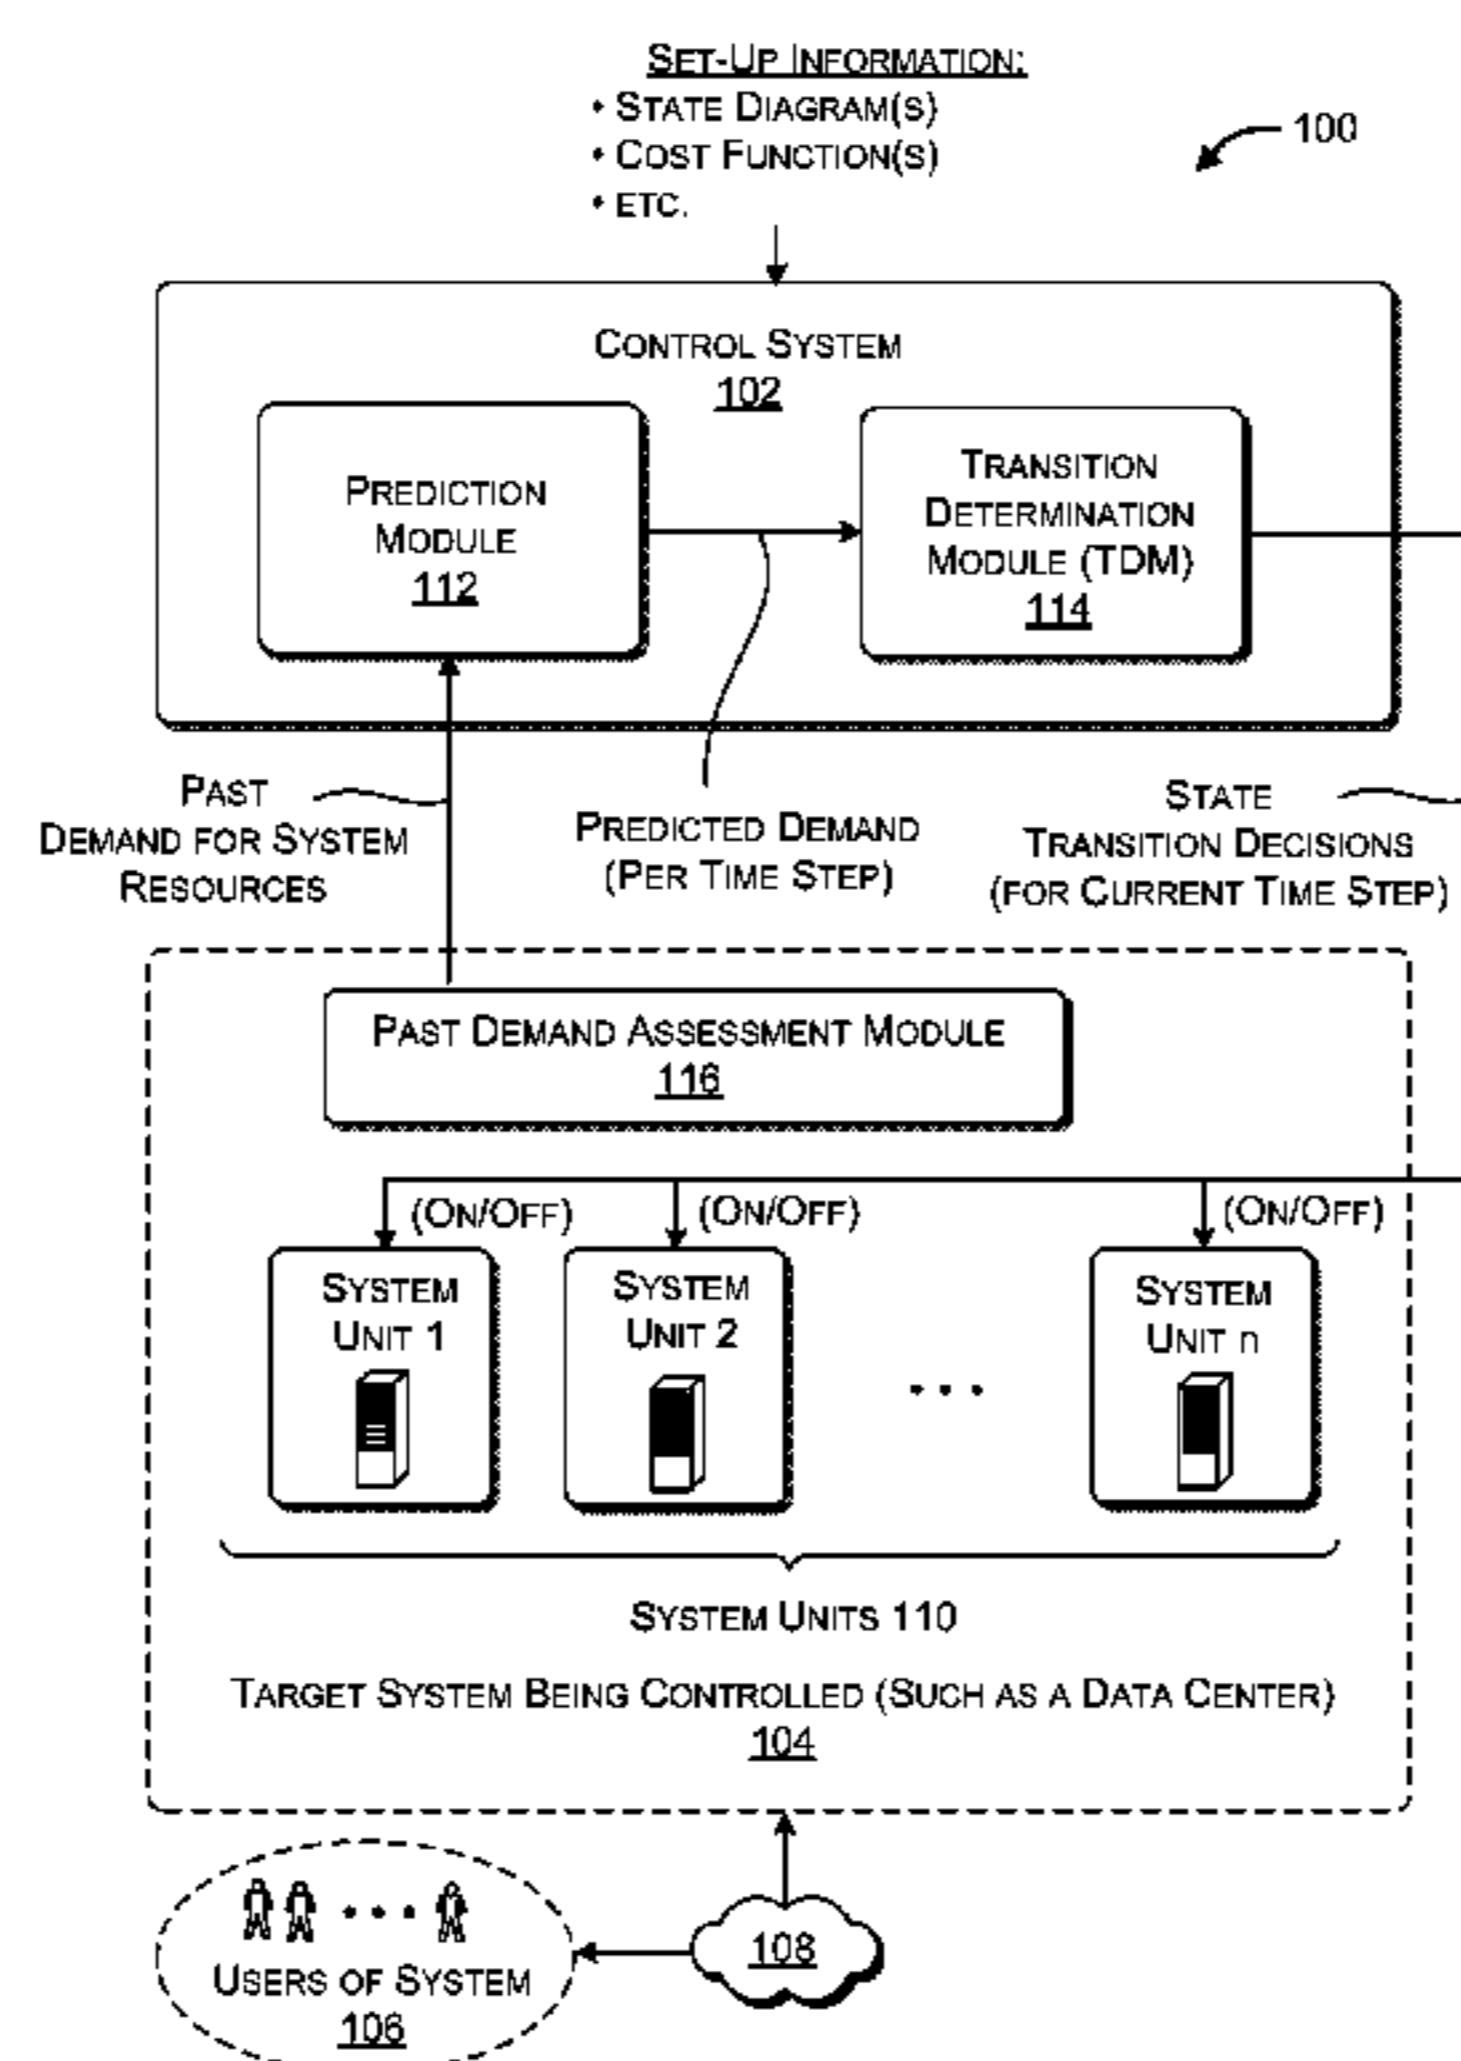 SET-UP INFORMATION:
• STATE DIAGRAM(S)
• COST FUNCTION(S)
• ETC.
100
CONTROL SYSTEM
102
PREDICTION
MODULE
112
TRANSITION
DETERMINATION
MODULE (TDM)
114
PAST
DEMAND FOR SYSTEM
RESOURCES
PREDICTED DEMAND
(PER TIME STEP)
STATE
TRANSITION DECISIONS
(FOR CURRENT TIME STEP)
PAST DEMAND ASSESSMENT MODULE
116
(ON/OFF)
(ON/OFF)
(ON/OFF)
SYSTEM
UNIT 1
SYSTEM
UNIT 2
• • •
SYSTEM
UNIT n
SYSTEM UNITS 110
TARGET SYSTEM BEING CONTROLLED (SUCH AS A DATA CENTER)
104
• • •
USERS OF SYSTEM
106
108